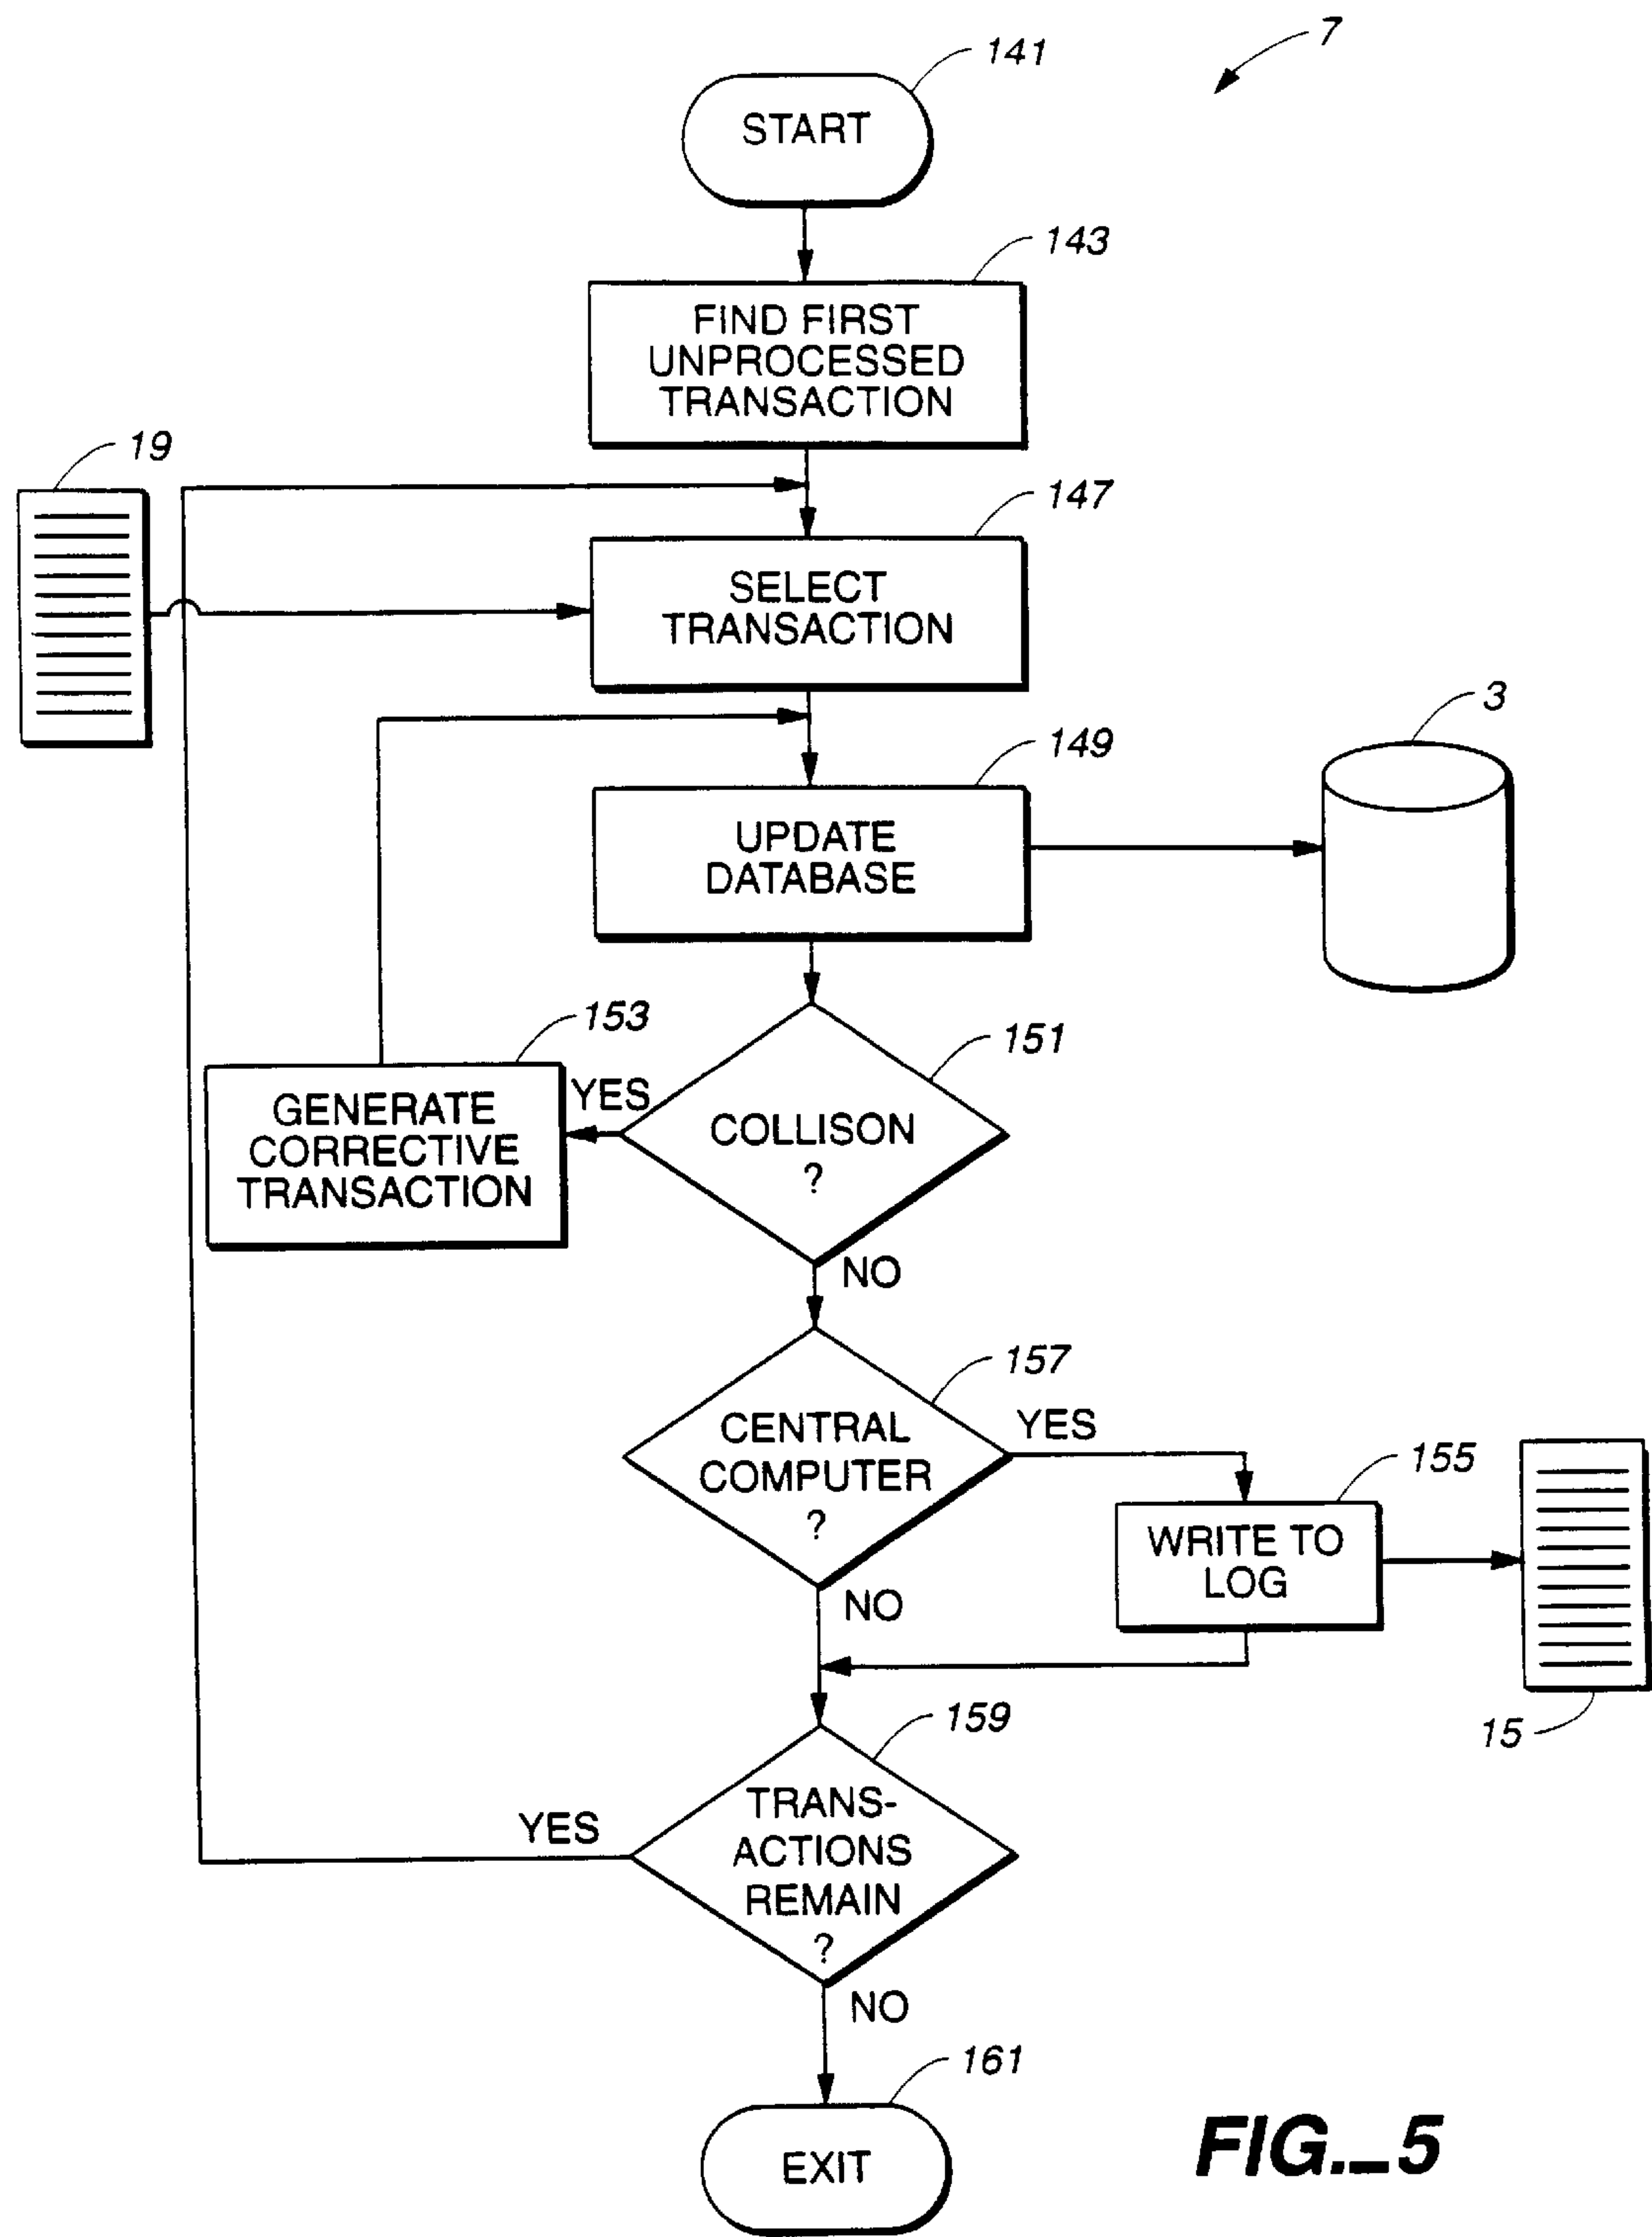 7
141
START
143
FIND FIRST
UNPROCESSED
TRANSACTION
19
147
SELECT
TRANSACTION
3
149
UPDATE
DATABASE
153
151
GENERATE
CORRECTIVE
TRANSACTION
YES
COLLISON
?
NO
157
CENTRAL
COMPUTER
?
YES
155
WRITE TO
LOG
NO
15
159
TRANS-
ACTIONS
REMAIN
?
YES
NO
161
EXIT
FIG._5